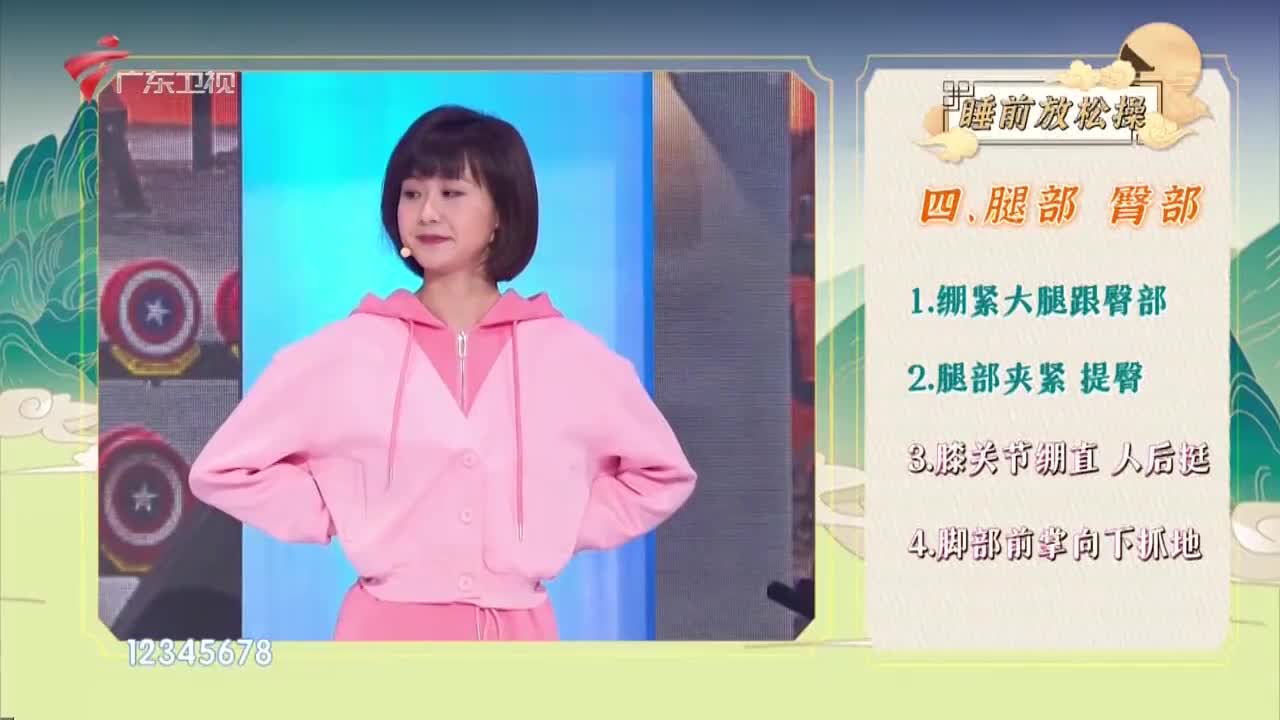 广东卫视
睡前放松操
四、腿部 臀部
1.绷紧大腿跟臀部
2.腿部夹紧 提臀
3.膝关节绷直 人后挺
4.脚部前掌向下抓地
12345678